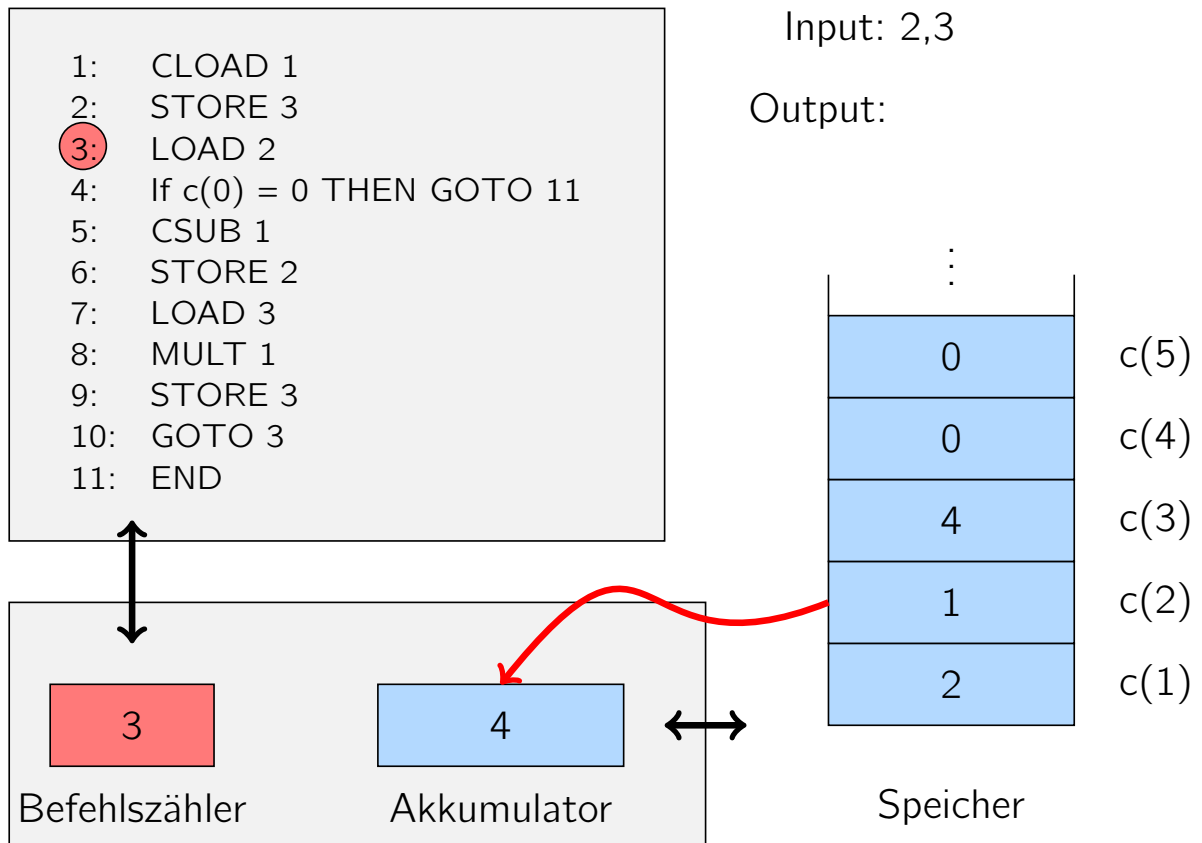 1: CLOAD 1
2: STORE 3
3: LOAD 2
4: If c(0) = 0 THEN GOTO 11
5: CSUB 1
6: STORE 2
7: LOAD 3
8: MULT 1
9: STORE 3
10: GOTO 3
11: END
Input: 2,3
Output:
⋮
0 c(5)
0 c(4)
4 c(3)
1 c(2)
2 c(1)
Speicher
3
Befehlszähler
4
Akkumulator